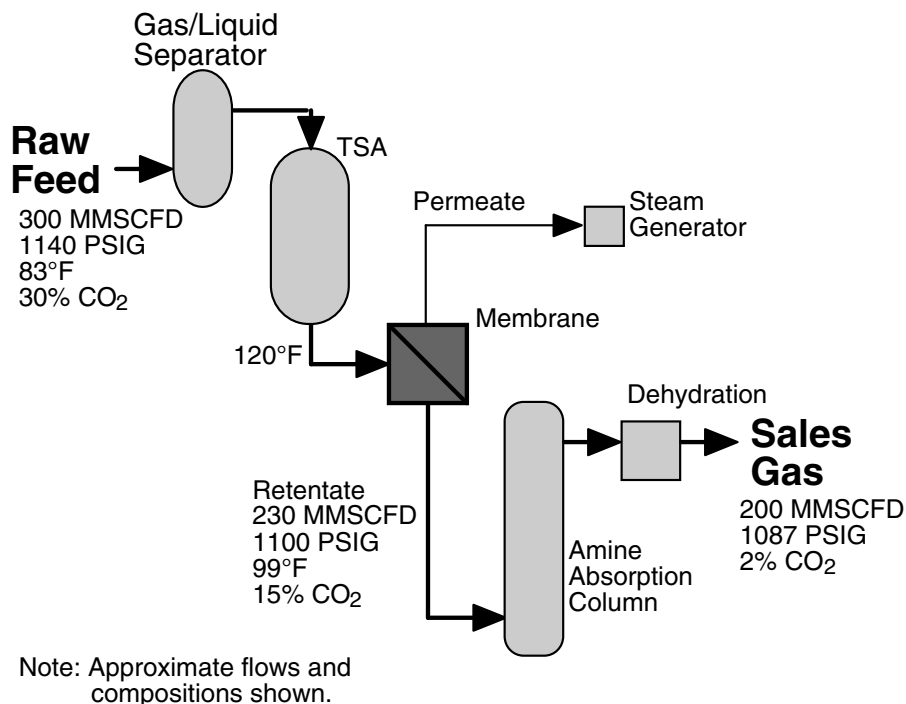 Gas/Liquid
Separator
Raw
Feed
300 MMSCFD
1140 PSIG
83°F
30% CO2
TSA
Permeate
Steam
Generator
Membrane
120°F
Retentate
230 MMSCFD
1100 PSIG
99°F
15% CO2
Amine
Absorption
Column
Dehydration
Sales
Gas
200 MMSCFD
1087 PSIG
2% CO2
Note: Approximate flows and
compositions shown.